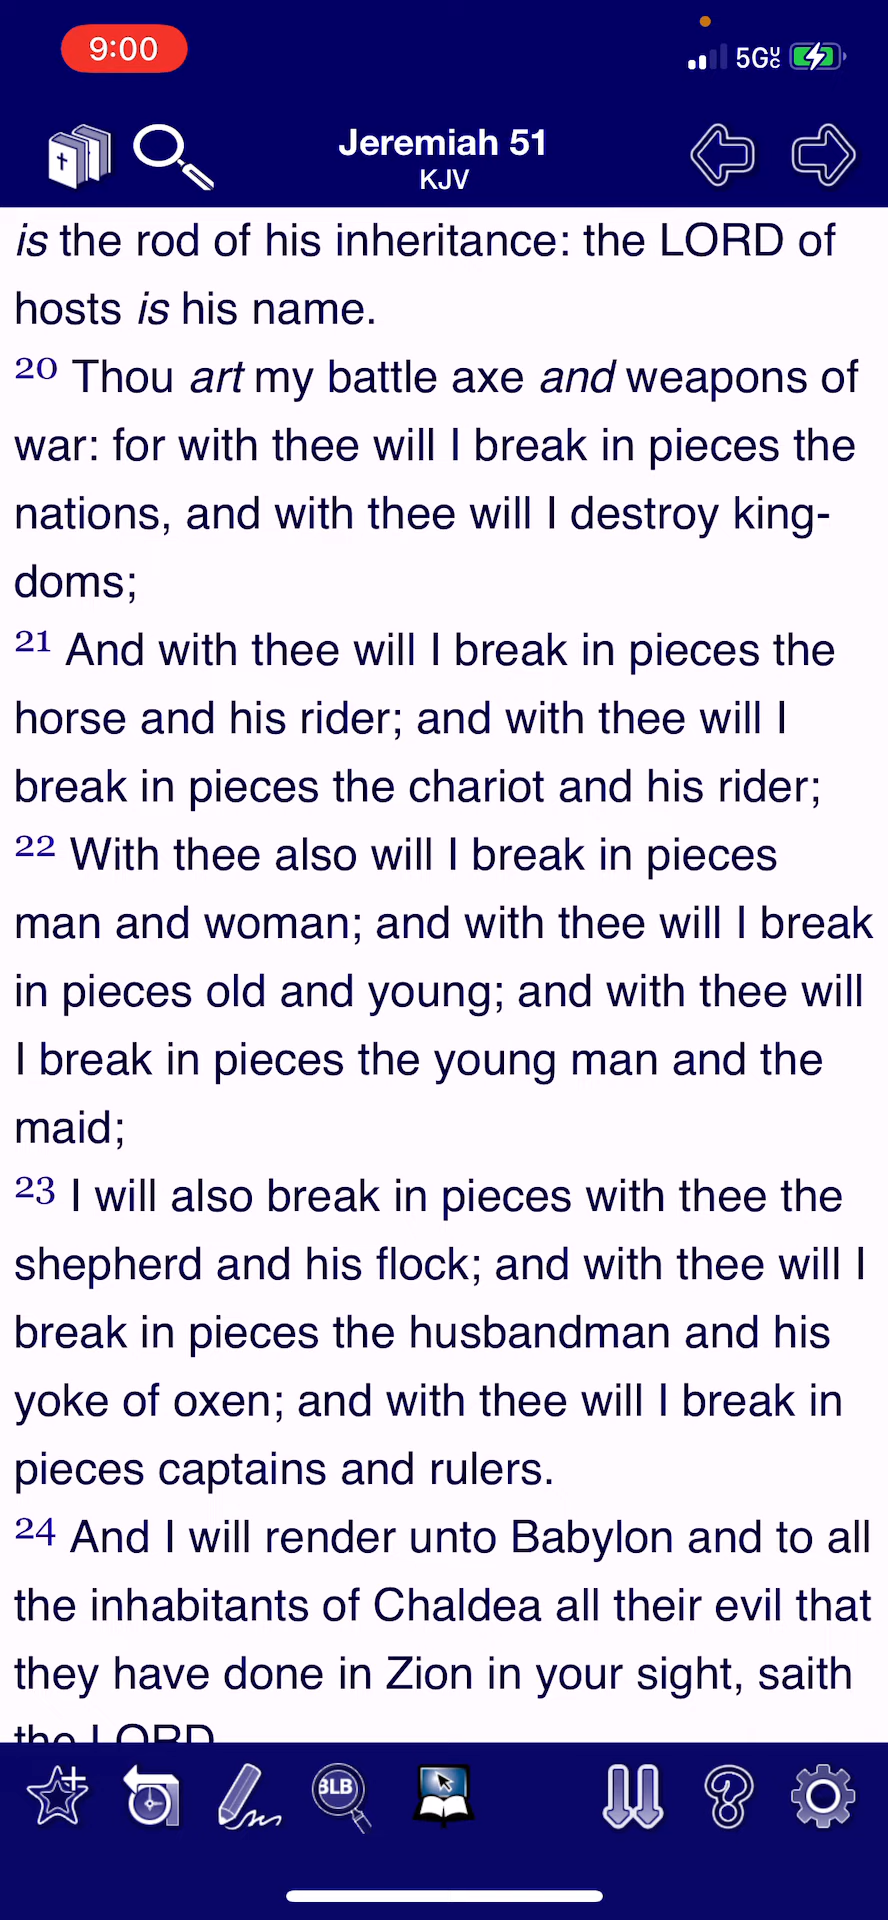 9:00
5G
Jeremiah 51
KJV
is the rod of his inheritance: the LORD of
hosts is his name.
20 Thou art my battle axe and weapons of
war: for with thee will I break in pieces the
nations, and with thee will I destroy king-
doms;
21 And with thee will I break in pieces the
horse and his rider; and with thee will I
break in pieces the chariot and his rider;
22 With thee also will I break in pieces
man and woman; and with thee will I break
in pieces old and young; and with thee will
I break in pieces the young man and the
maid;
23 I will also break in pieces with thee the
shepherd and his flock; and with thee will I
break in pieces the husbandman and his
yoke of oxen; and with thee will I break in
pieces captains and rulers.
24 And I will render unto Babylon and to all
the inhabitants of Chaldea all their evil that
they have done in Zion in your sight, saith
the LORD
BLB